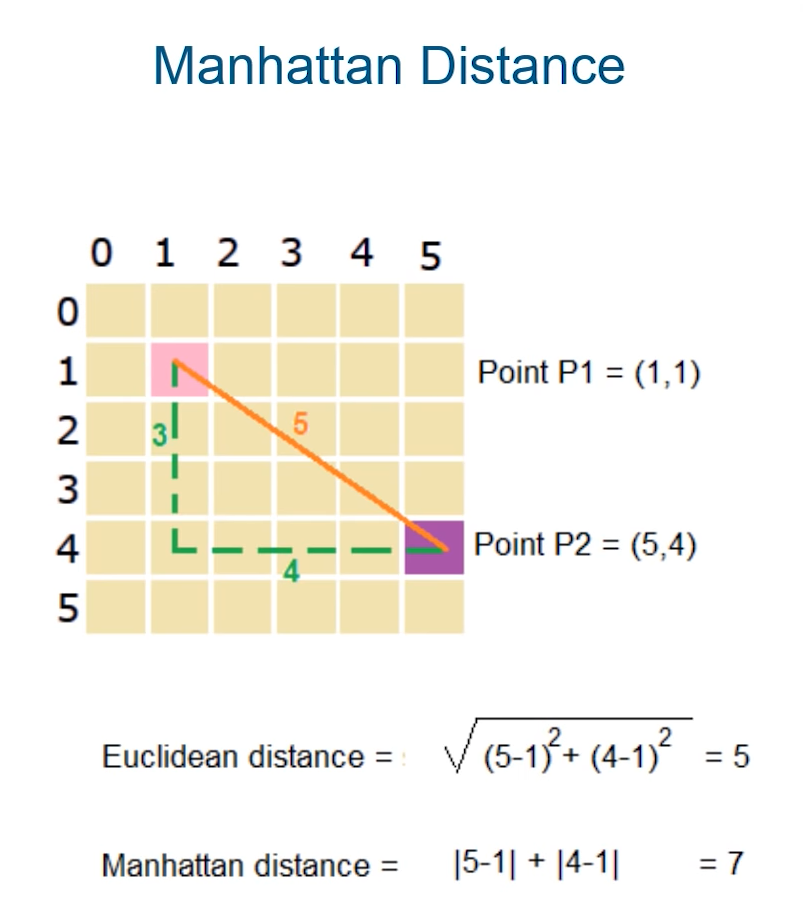 Manhattan Distance
0 1 2 3 4 5
0
1 Point P1 = (1,1)
2 3 5
3
4 Point P2 = (5,4)
4
5
Euclidean distance = √(5-1)²+ (4-1)² = 5
Manhattan distance = |5-1| + |4-1| = 7